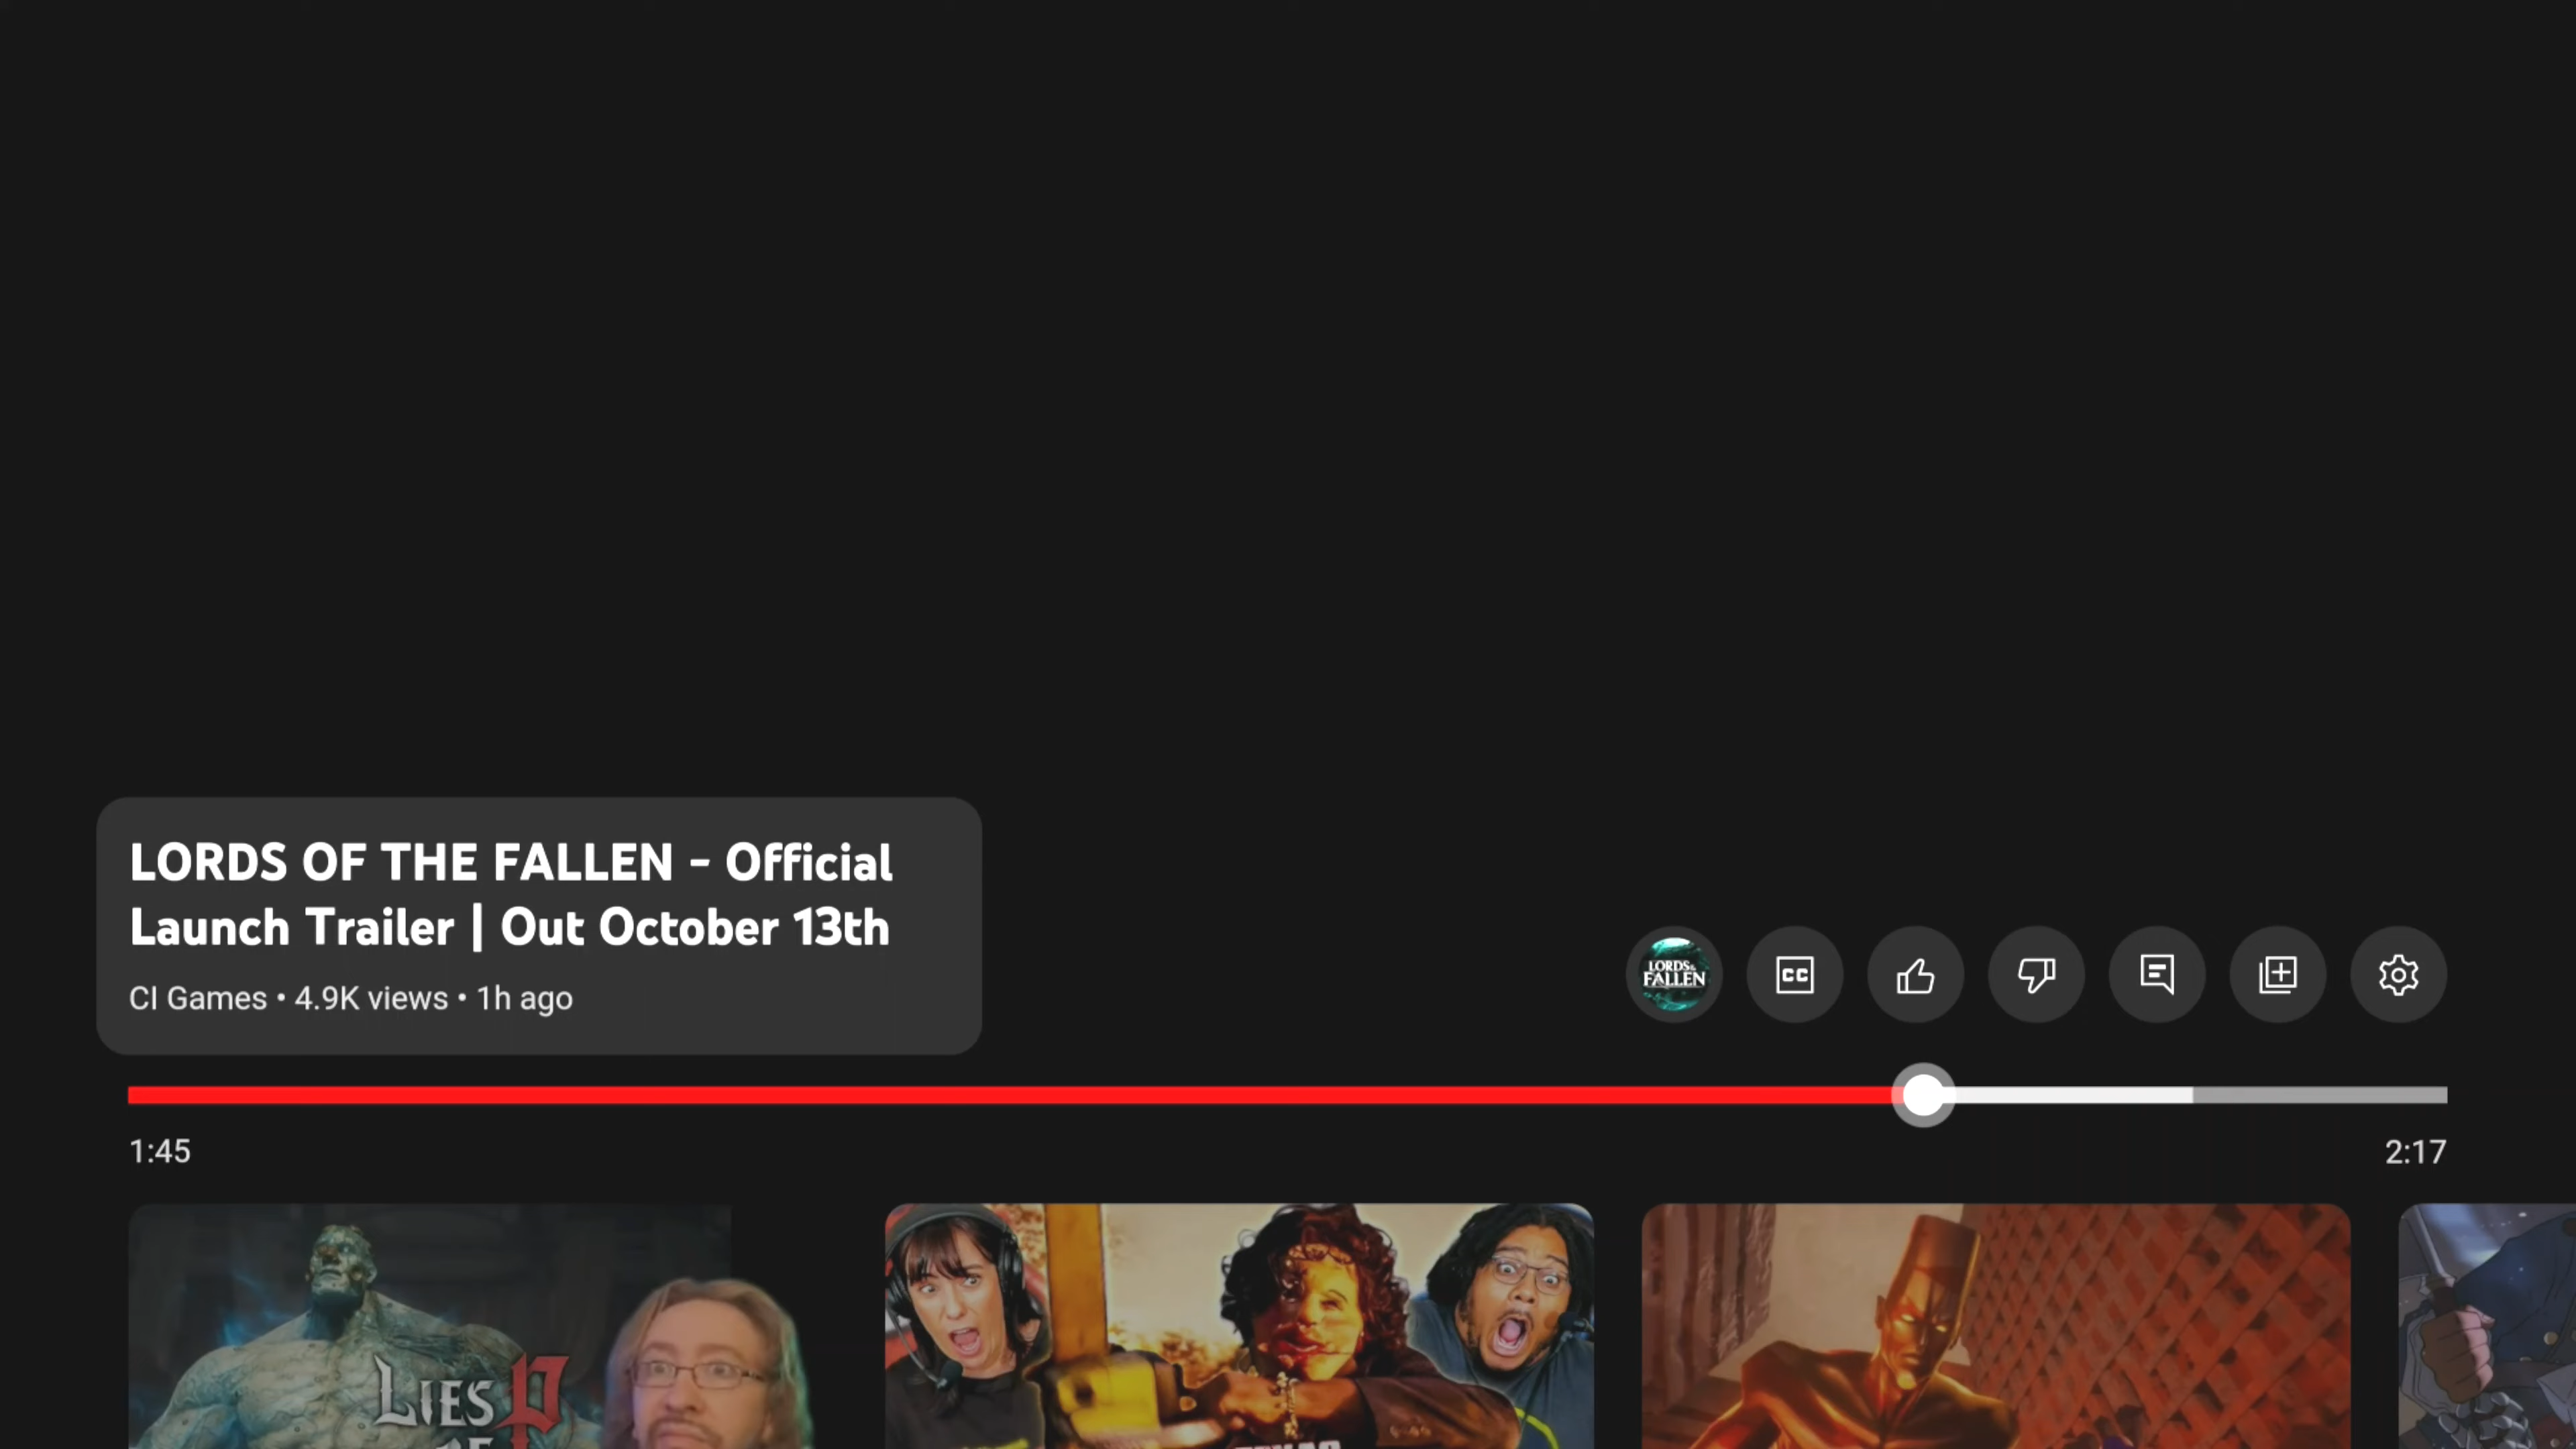 LORDS OF THE FALLEN - Official
Launch Trailer | Out October 13th
CI Games • 4.9K views • 1h ago
LORDS
FALLEN
CC
1:45
2:17
LIES P